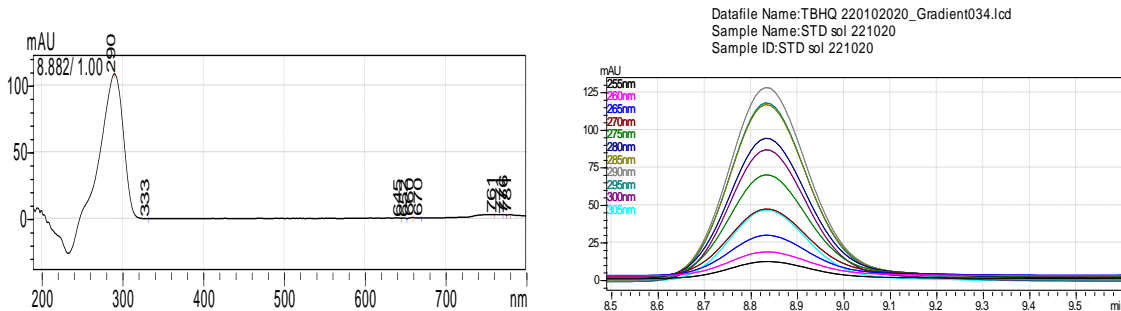 mAU
8.882/ 1.00
290
100
50
0
333
645
652
660
670
761
784
200
300
400
500
600
700
nm
Datafile Name:TBHQ 220102020_Gradient034.lcd
Sample Name:STD sol 221020
Sample ID:STD sol 221020
mAU
255nm
260nm
265nm
270nm
275nm
280nm
285nm
290nm
295nm
300nm
305nm
125
100
75
50
25
0
8.5
8.6
8.7
8.8
8.9
9.0
9.1
9.2
9.3
9.4
9.5